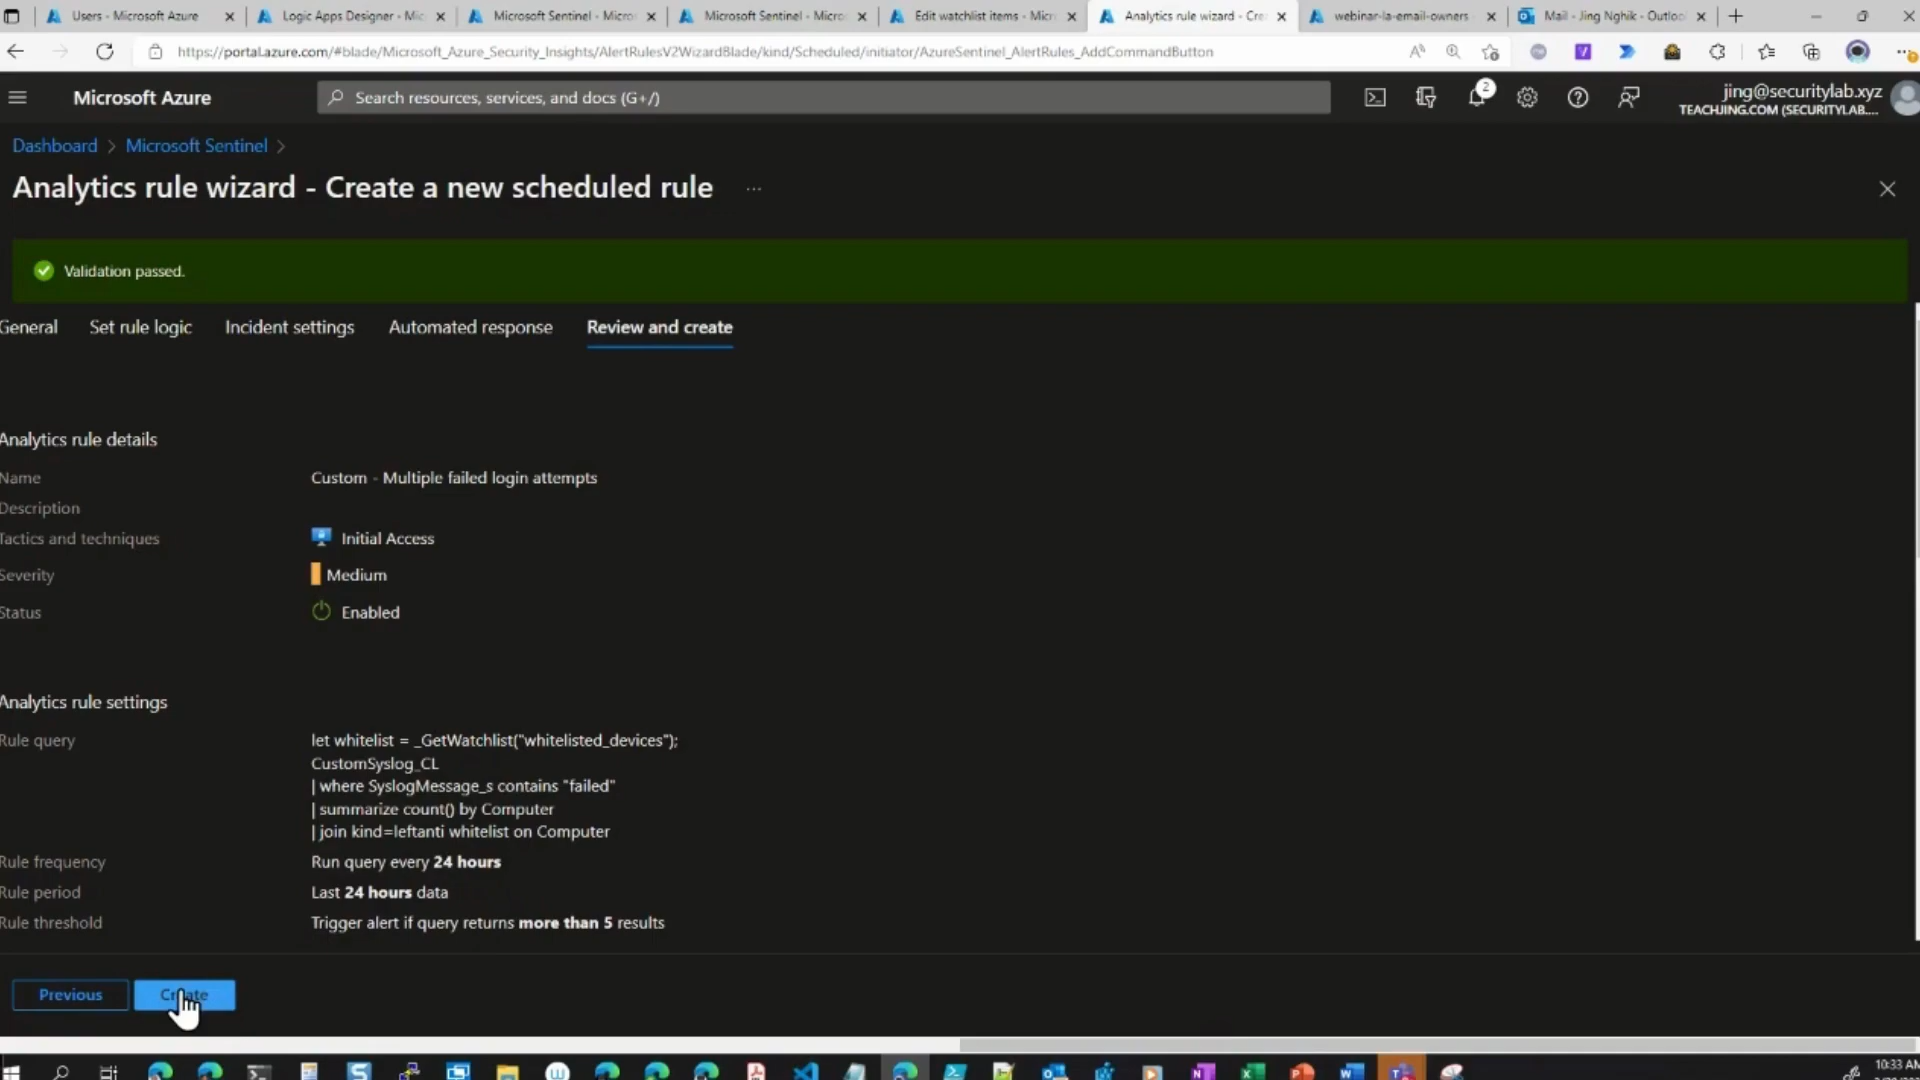 Users - Microsoft Azure
Logic Apps Designer - Mic
Microsoft Sentinel - Micro
Microsoft Sentinel - Micro
Edit watchlist items - Micr
Analytics rule wizard - Cre
webinar-la-email-owners
Mail - Jing Nghik - Outloo
https://portal.azure.com/#blade/Microsoft_Azure_Security_Insights/AlertRulesV2WizardBlade/kind/Scheduled/initiator/AzureSentinel_AlertRules_AddCommandButton
Microsoft Azure
Search resources, services, and docs (G+/)
2
jing@securitylab.xyz
TEACHJING.COM (SECURITYLAB....
Dashboard > Microsoft Sentinel >
Analytics rule wizard - Create a new scheduled rule ...
Validation passed.
General Set rule logic Incident settings Automated response Review and create
Analytics rule details
Name Custom - Multiple failed login attempts
Description
Tactics and techniques Initial Access
Severity Medium
Status Enabled
Analytics rule settings
Rule query let whitelist = _GetWatchlist("whitelisted_devices");
CustomSyslog_CL
| where SyslogMessage_s contains "failed"
| summarize count() by Computer
| join kind=leftanti whitelist on Computer
Rule frequency Run query every 24 hours
Rule period Last 24 hours data
Rule threshold Trigger alert if query returns more than 5 results
Previous Create
10:33 AM